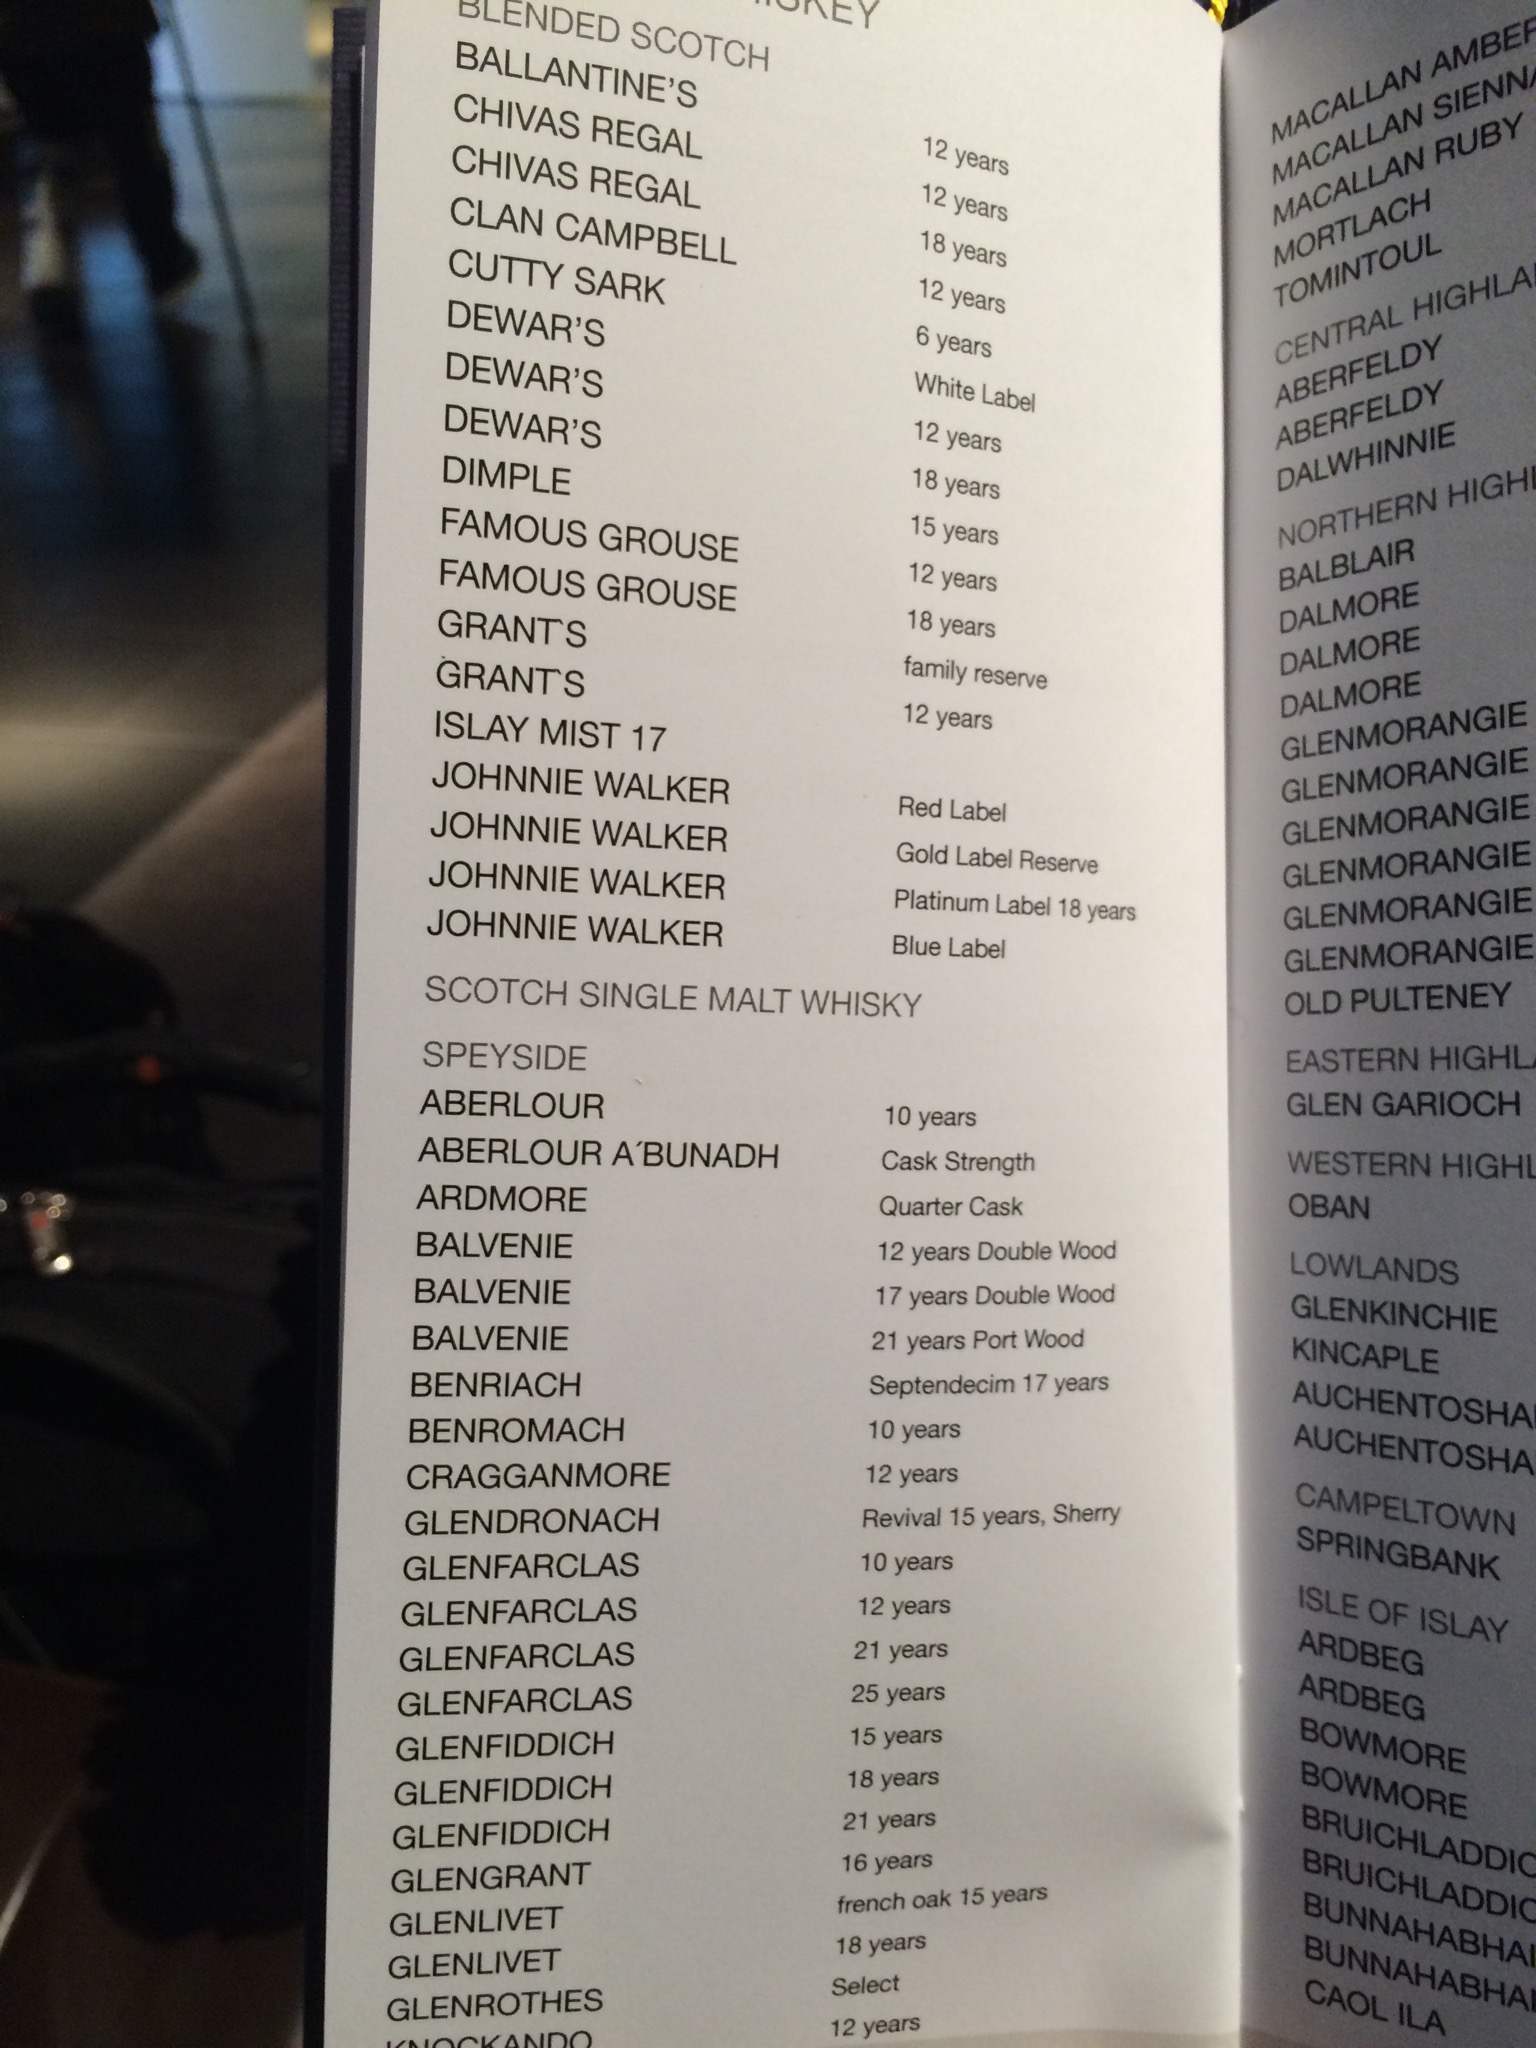 BLENDED SCOTCH
BALLANTINE'S 12 years
CHIVAS REGAL 12 years
CHIVAS REGAL 18 years
CLAN CAMPBELL 12 years
CUTTY SARK 6 years
DEWAR'S White Label
DEWAR'S 12 years
DEWAR'S 18 years
DIMPLE 15 years
FAMOUS GROUSE 12 years
FAMOUS GROUSE 18 years
GRANT`S family reserve
GRANT`S 12 years
ISLAY MIST 17
JOHNNIE WALKER Red Label
JOHNNIE WALKER Gold Label Reserve
JOHNNIE WALKER Platinum Label 18 years
JOHNNIE WALKER Blue Label
SCOTCH SINGLE MALT WHISKY
SPEYSIDE
ABERLOUR 10 years
ABERLOUR A´BUNADH Cask Strength
ARDMORE Quarter Cask
BALVENIE 12 years Double Wood
BALVENIE 17 years Double Wood
BALVENIE 21 years Port Wood
BENRIACH Septendecim 17 years
BENROMACH 10 years
CRAGGANMORE 12 years
GLENDRONACH Revival 15 years, Sherry
GLENFARCLAS 10 years
GLENFARCLAS 12 years
GLENFARCLAS 21 years
GLENFARCLAS 25 years
GLENFIDDICH 15 years
GLENFIDDICH 18 years
GLENFIDDICH 21 years
GLENGRANT 16 years
GLENLIVET french oak 15 years
GLENLIVET 18 years
GLENROTHES Select
KNOCKANDO 12 years
MACALLAN AMBER
MACALLAN SIENNA
MACALLAN RUBY
MORTLACH
TOMINTOUL
CENTRAL
ABERFELDY
ABERFELDY
DALWHINNIE
NORTHERN
BALBLAIR
DALMORE
DALMORE
DALMORE
GLENMORANGIE
GLENMORANGIE
GLENMORANGIE
GLENMORANGIE
GLENMORANGIE
GLENMORANGIE
OLD PULTENEY
EASTERN
GLEN GARIOCH
WESTERN
OBAN
LOWLANDS
GLENKINCHIE
KINCAPLE
CAMPELTOWN
SPRINGBANK
ISLE OF ISLAY
ARDBEG
ARDBEG
BOWMORE
BOWMORE
CAOL ILA